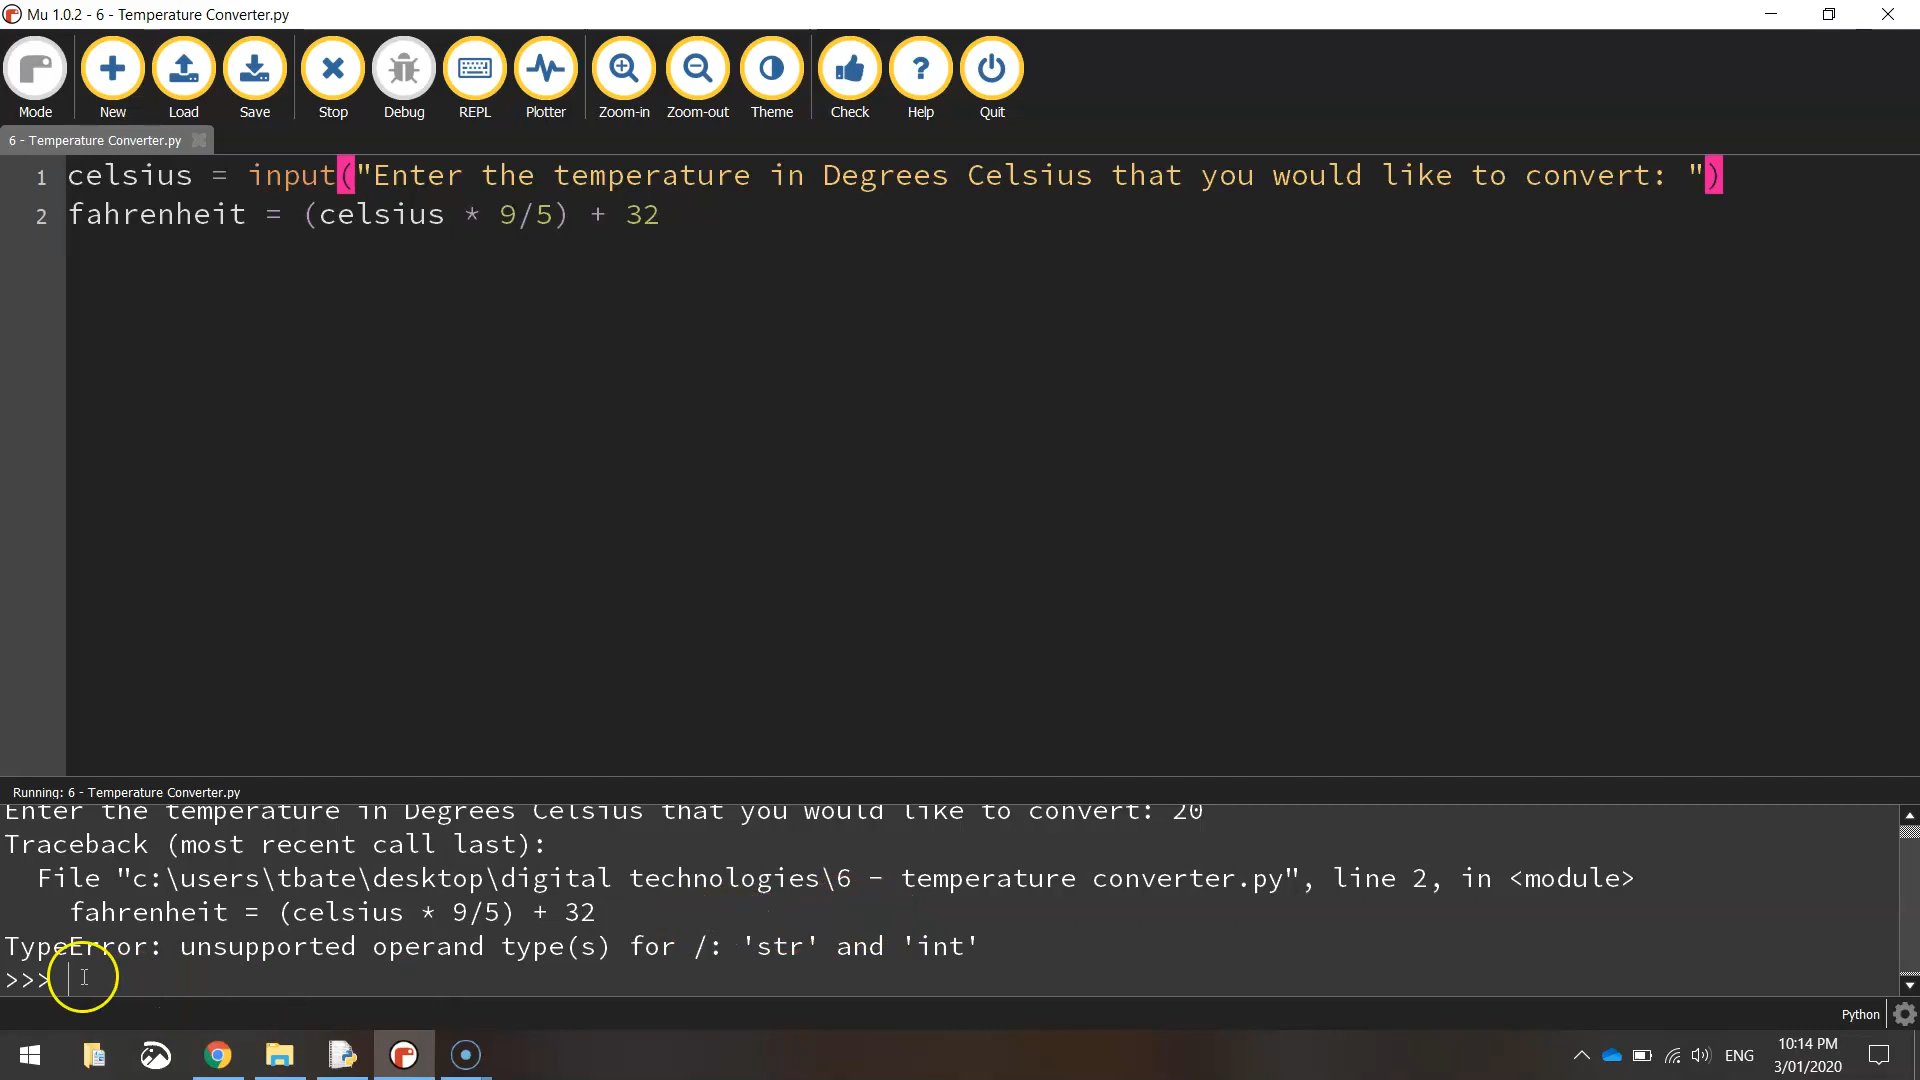 Mu 1.0.2 - 6 - Temperature Converter.py
Mode New Load Save Stop Debug REPL Plotter Zoom-in Zoom-out Theme Check Help Quit
6 - Temperature Converter.py
1 celsius = input("Enter the temperature in Degrees Celsius that you would like to convert: ")
2 fahrenheit = (celsius * 9/5) + 32
Running: 6 - Temperature Converter.py
Enter the temperature in Degrees Celsius that you would like to convert: 20
Traceback (most recent call last):
File "c:\users\tbate\desktop\digital technologies\6 - temperature converter.py", line 2, in <module>
fahrenheit = (celsius * 9/5) + 32
TypeError: unsupported operand type(s) for /: 'str' and 'int'
>>>
Python
ENG
10:14 PM
3/01/2020